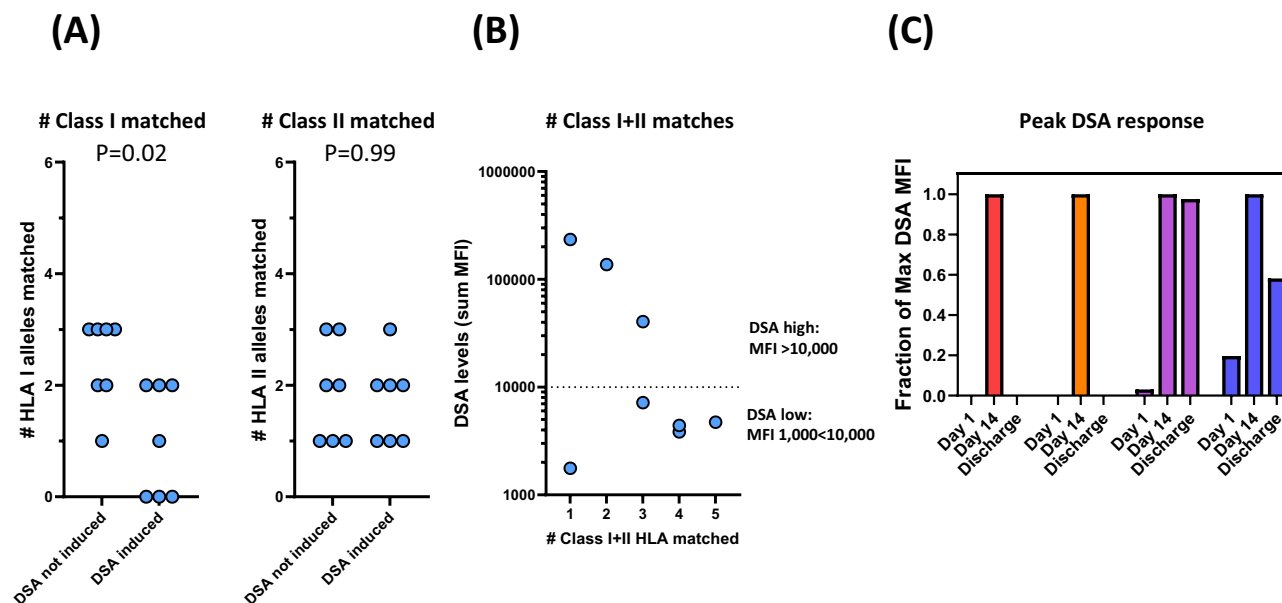 (A)
(B)
(C)
# Class I matched
P=0.02
# HLA I alleles matched
6
4
2
0
DSA not induced
DSA induced
# Class II matched
P=0.99
# HLA II alleles matched
6
4
2
0
DSA not induced
DSA induced
# Class I+II matches
DSA levels (sum MFI)
1000000
100000
10000
1000
1 2 3 4 5
# Class I+II HLA matched
DSA high:
MFI >10,000
DSA low:
MFI 1,000<10,000
Peak DSA response
Fraction of Max DSA MFI
1.0
0.8
0.6
0.4
0.2
0.0
Day 1
Day 14
Discharge
Day 1
Day 14
Discharge
Day 1
Day 14
Discharge
Day 1
Day 14
Discharge